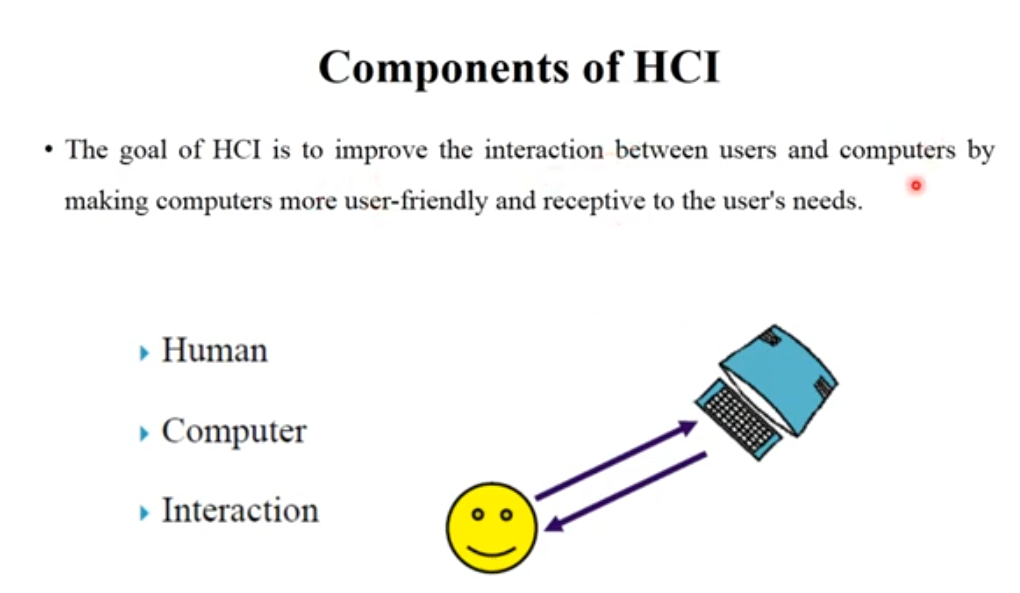 Components of HCI
• The goal of HCI is to improve the interaction between users and computers by
making computers more user-friendly and receptive to the user's needs.
Human
Computer
Interaction